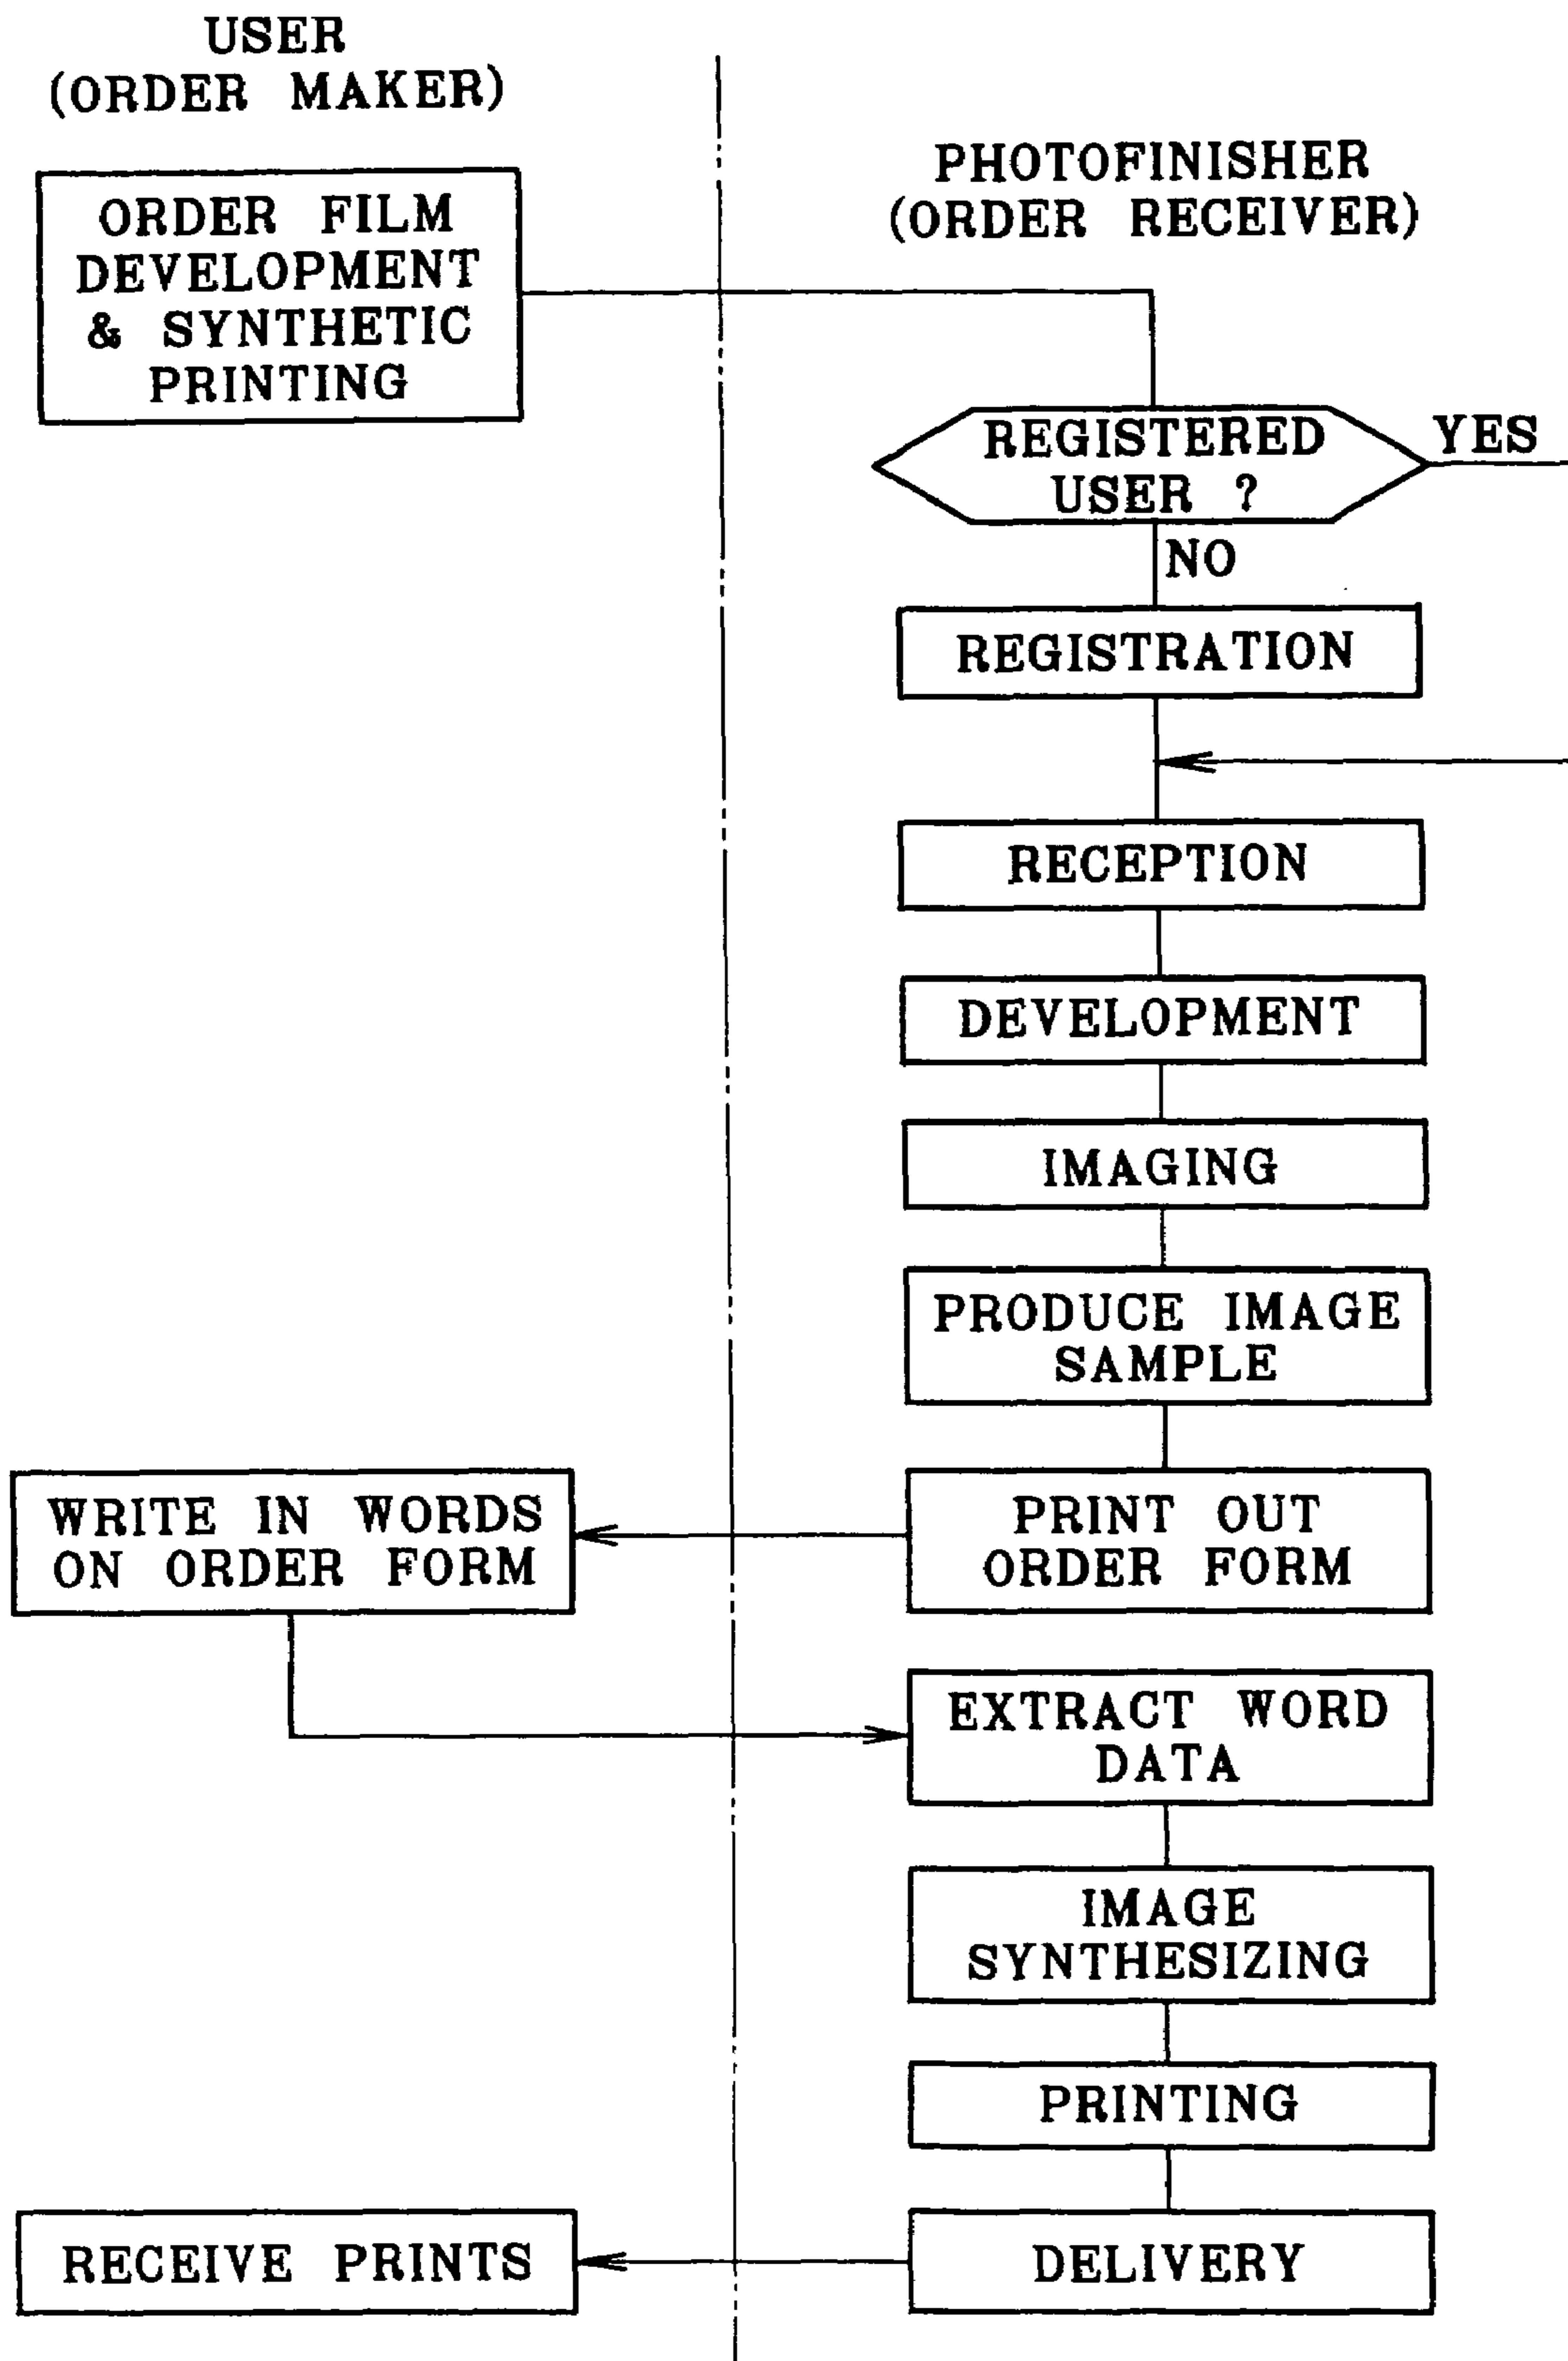 USER
(ORDER MAKER)
PHOTOFINISHER
(ORDER RECEIVER)
ORDER FILM
DEVELOPMENT
& SYNTHETIC
PRINTING
REGISTERED
USER ?
YES
NO
REGISTRATION
RECEPTION
DEVELOPMENT
IMAGING
PRODUCE IMAGE
SAMPLE
WRITE IN WORDS
ON ORDER FORM
PRINT OUT
ORDER FORM
EXTRACT WORD
DATA
IMAGE
SYNTHESIZING
PRINTING
RECEIVE PRINTS
DELIVERY